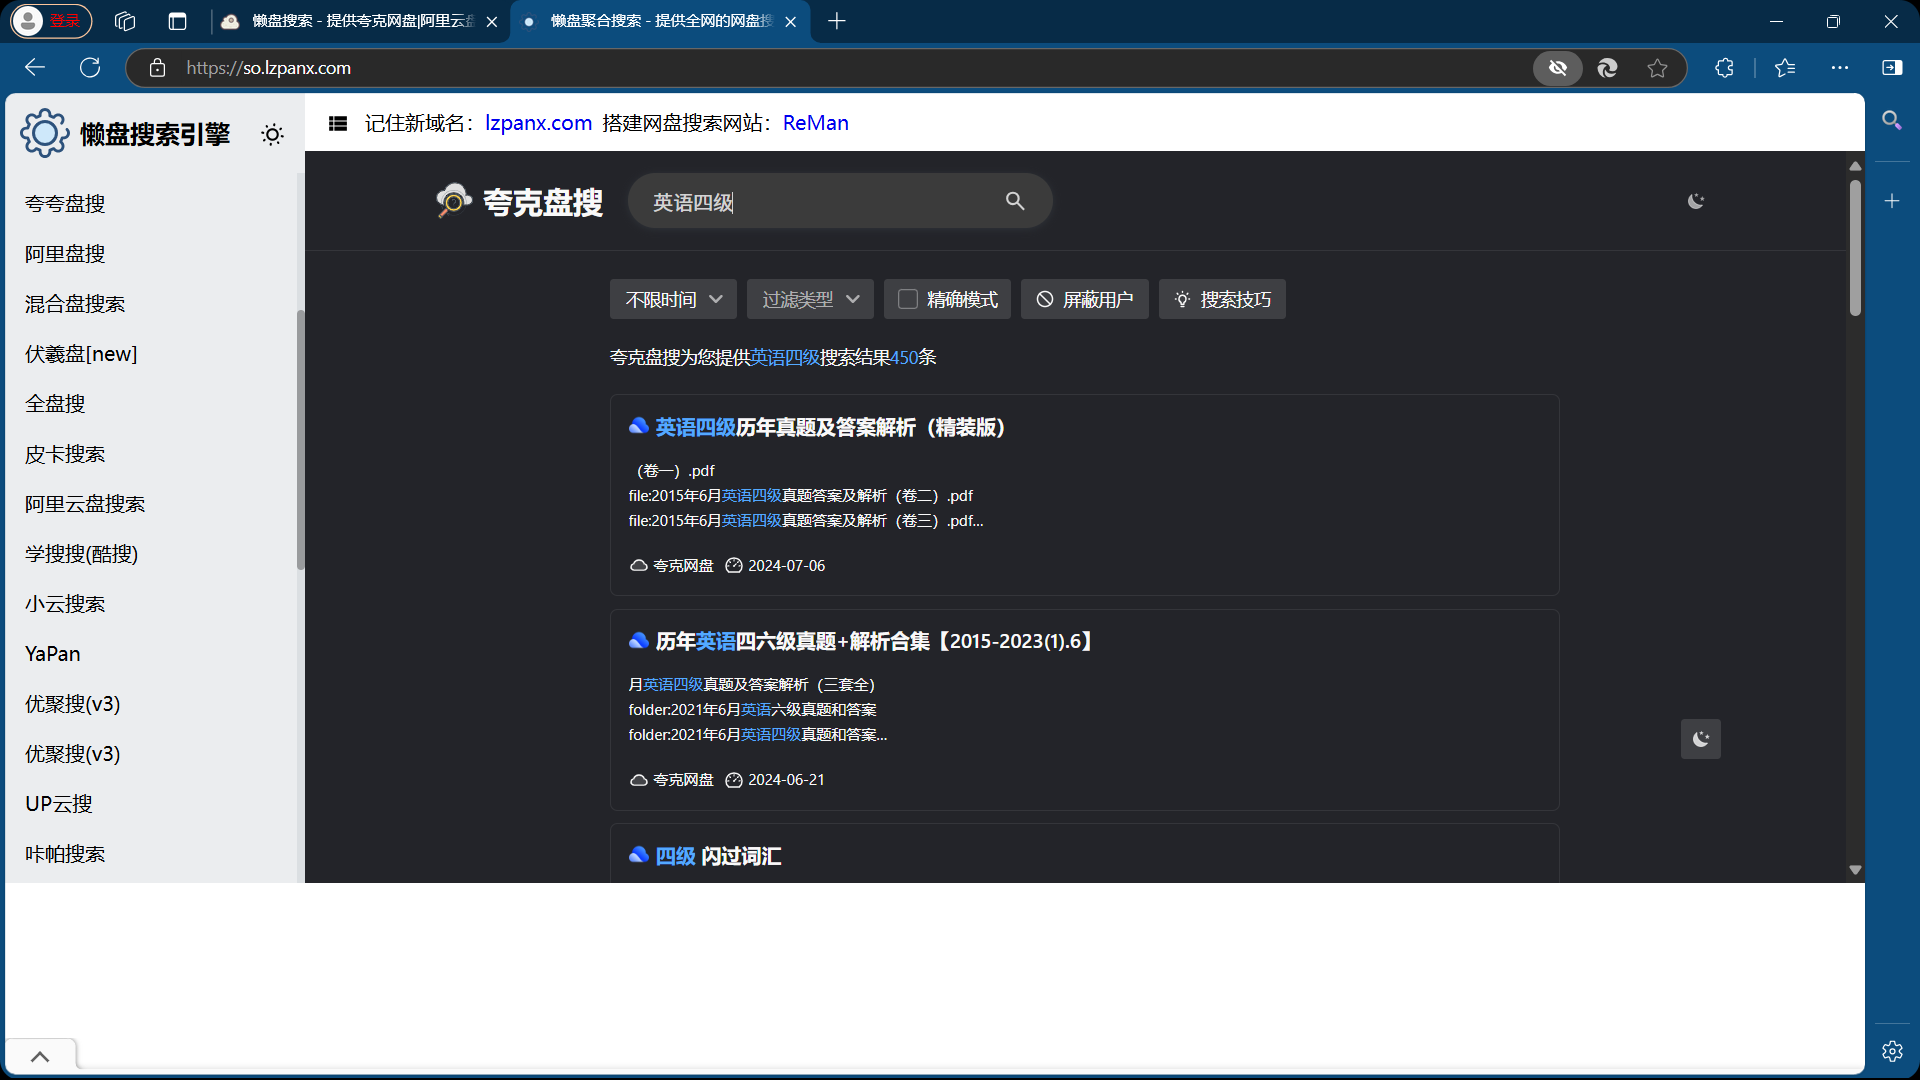 登录
懒盘搜索 - 提供夸克网盘|阿里云盘
懒盘聚合搜索 - 提供全网的网盘搜
https://so.lzpanx.com
懒盘搜索引擎
记住新域名：lzpanx.com 搭建网盘搜索网站：ReMan
夸夸盘搜
阿里盘搜
混合盘搜索
伏羲盘[new]
全盘搜
皮卡搜索
阿里云盘搜索
学搜搜(酷搜)
小云搜索
YaPan
优聚搜(v3)
优聚搜(v3)
UP云搜
咔帕搜索
夸克盘搜
英语四级
不限时间
过滤类型
精确模式
屏蔽用户
搜索技巧
夸克盘搜为您提供英语四级搜索结果450条
英语四级历年真题及答案解析（精装版）
（卷一）.pdf
file:2015年6月英语四级真题答案及解析（卷二）.pdf
file:2015年6月英语四级真题答案及解析（卷三）.pdf...
夸克网盘 2024-07-06
历年英语四六级真题+解析合集【2015-2023(1).6】
月英语四级真题及答案解析（三套全）
folder:2021年6月英语六级真题和答案
folder:2021年6月英语四级真题和答案...
夸克网盘 2024-06-21
四级 闪过词汇